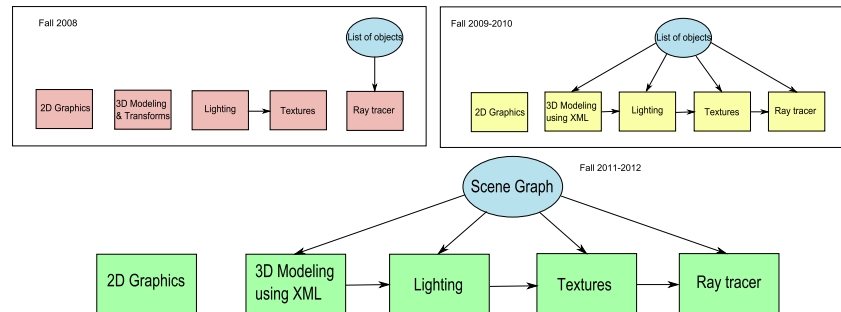 Fall 2008
List of objects
2D Graphics
3D Modeling
& Transforms
Lighting
Textures
Ray tracer
Fall 2009-2010
List of objects
2D Graphics
3D Modeling
using XML
Lighting
Textures
Ray tracer
Fall 2011-2012
Scene Graph
2D Graphics
3D Modeling
using XML
Lighting
Textures
Ray tracer